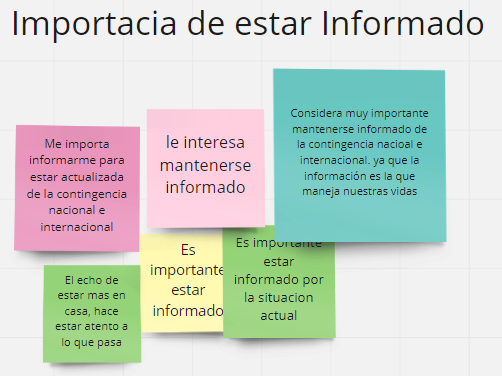 Importacia de estar Informado
Me importa
informarme para
estar actualizada
de la contingencia
nacional e
internacional
le interesa
mantenerse
informado
Considera muy importante
mantenerse informado de
la contingencia nacioal e
internacional. ya que la
información es la que
maneja nuestras vidas
El echo de
estar mas en
casa, hace
estar atento a
lo que pasa
Es
importante
estar
informado
Es importante
estar
informado por
la situacion
actual